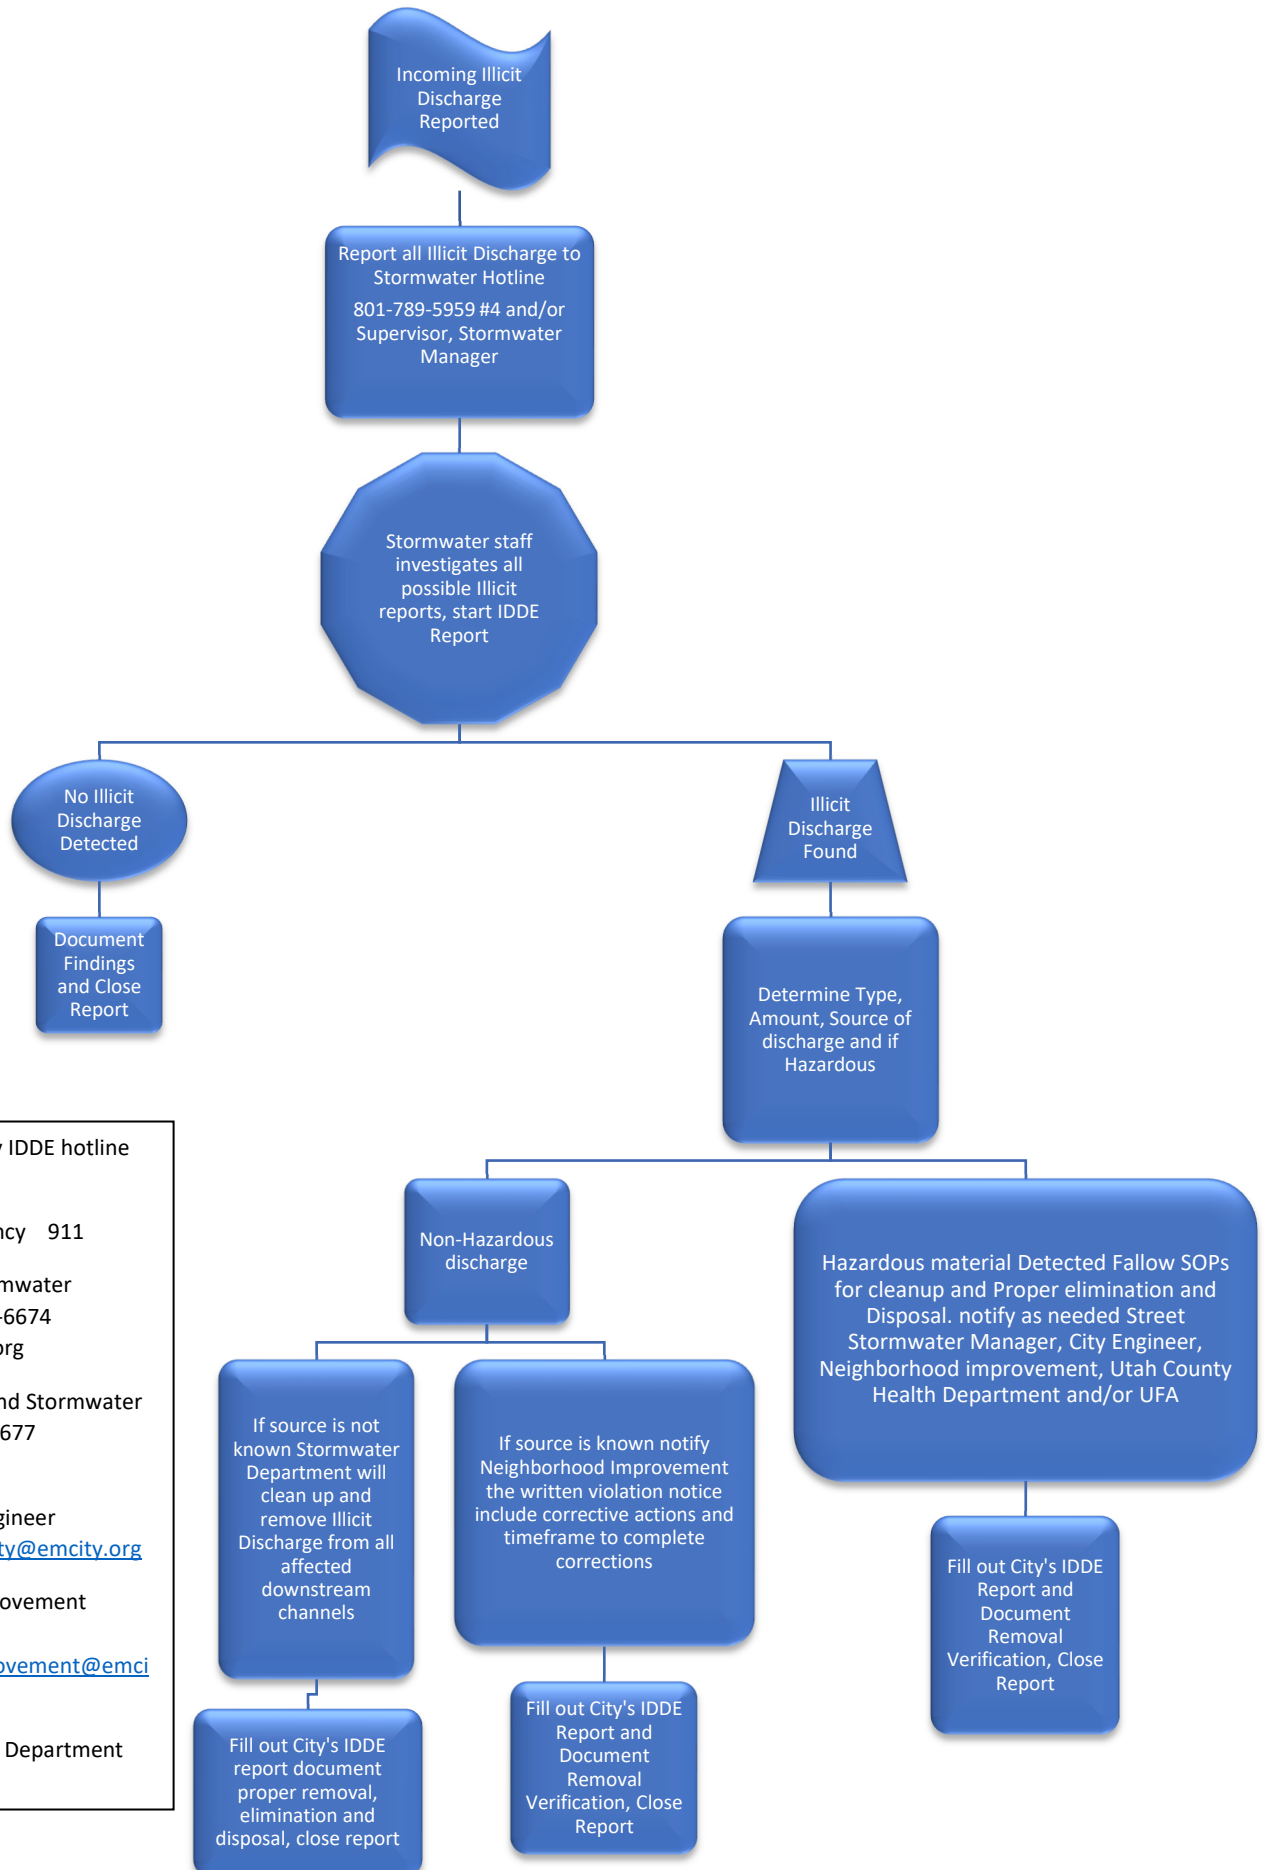 Incoming Illicit
Discharge
Reported
Report all Illicit Discharge to
Stormwater Hotline
801-789-5959 #4 and/or
Supervisor, Stormwater
Manager
Stormwater staff
investigates all
possible Illicit
reports, start IDDE
Report
No Illicit
Discharge
Detected
Document
Findings
and Close
Report
Illicit
Discharge
Found
Determine Type,
Amount, Source of
discharge and if
Hazardous
Non-Hazardous
discharge
If source is not
known Stormwater
Department will
clean up and
remove Illicit
Discharge from all
affected
downstream
channels
Fill out City's IDDE
report document
proper removal,
elimination and
disposal, close report
If source is known notify
Neighborhood Improvement
the written violation notice
include corrective actions and
timeframe to complete
corrections
Fill out City's IDDE
Report and
Document
Removal
Verification, Close
Report
Hazardous material Detected Fallow SOPs
for cleanup and Proper elimination and
Disposal. notify as needed Street
Stormwater Manager, City Engineer,
Neighborhood improvement, Utah County
Health Department and/or UFA
Fill out City's IDDE
Report and
Document
Removal
Verification, Close
Report
y IDDE hotline
ncy 911
mwater
-6674
org
nd Stormwater
677
gineer
ty@emcity.org
ovement
ovement@emci
Department